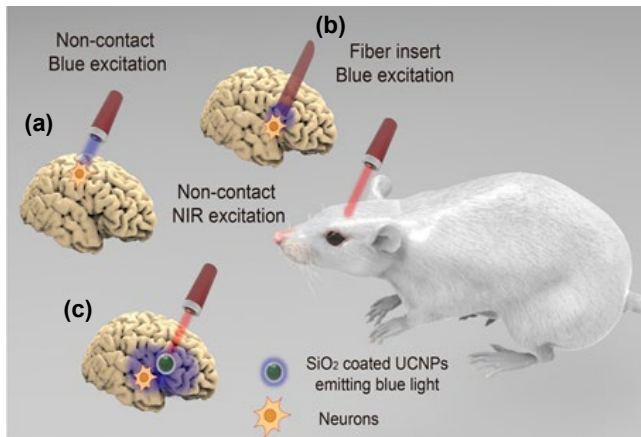 (b)
Non-contact
Blue excitation
Fiber insert
Blue excitation
(a)
Non-contact
NIR excitation
(c)
SiO₂ coated UCNPs
emitting blue light
Neurons